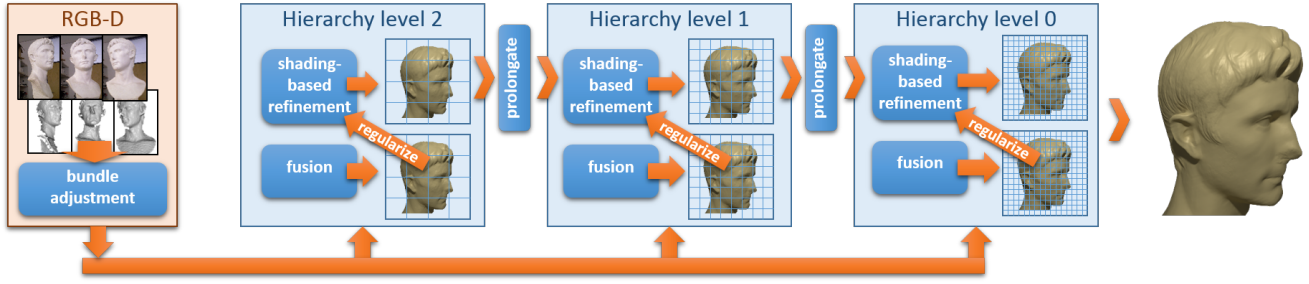 RGB-D
bundle
adjustment
Hierarchy level 2
shading-
based
refinement
regularize
fusion
prolongate
Hierarchy level 1
shading-
based
refinement
regularize
fusion
prolongate
Hierarchy level 0
shading-
based
refinement
regularize
fusion